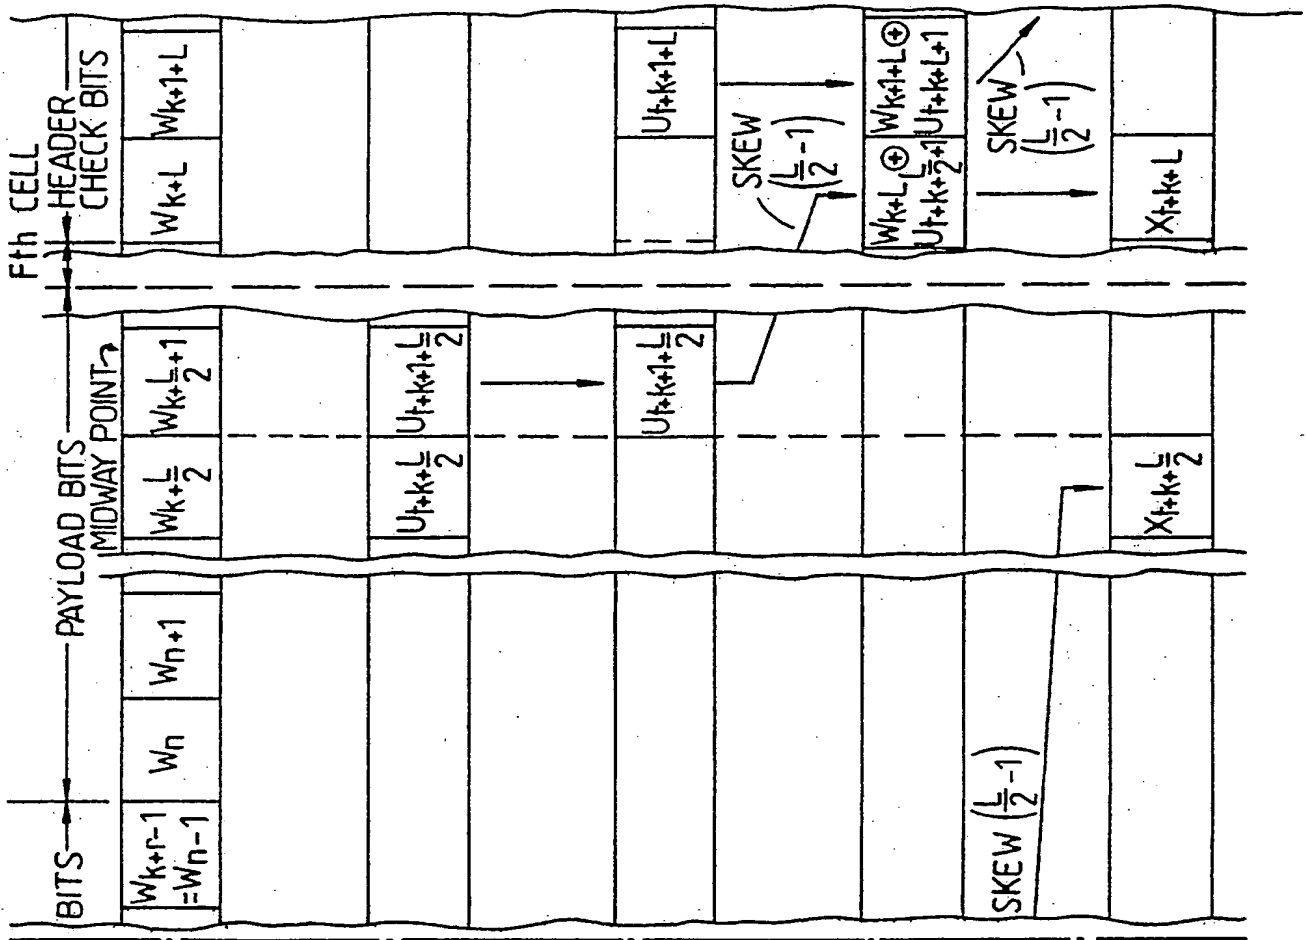 BITS
PAYLOAD BITS
MIDWAY POINT
Fth CELL
HEADER
CHECK BITS
Wk+r-1
=Wn-1
Wn
Wn+1
Wk+L/2
Wk+L/2+1
Wk+L
Wk+1+L
Ut+k+L/2
Ut+k+1+L/2
Ut+k+1+L/2
Ut+k+1+L
SKEW
(L/2-1)
Wk+L⊕
Ut+k+L/2+1
Wk+1+L⊕
Ut+k+L+1
SKEW (L/2-1)
SKEW
(L/2-1)
Xt+k+L/2
Xt+k+L